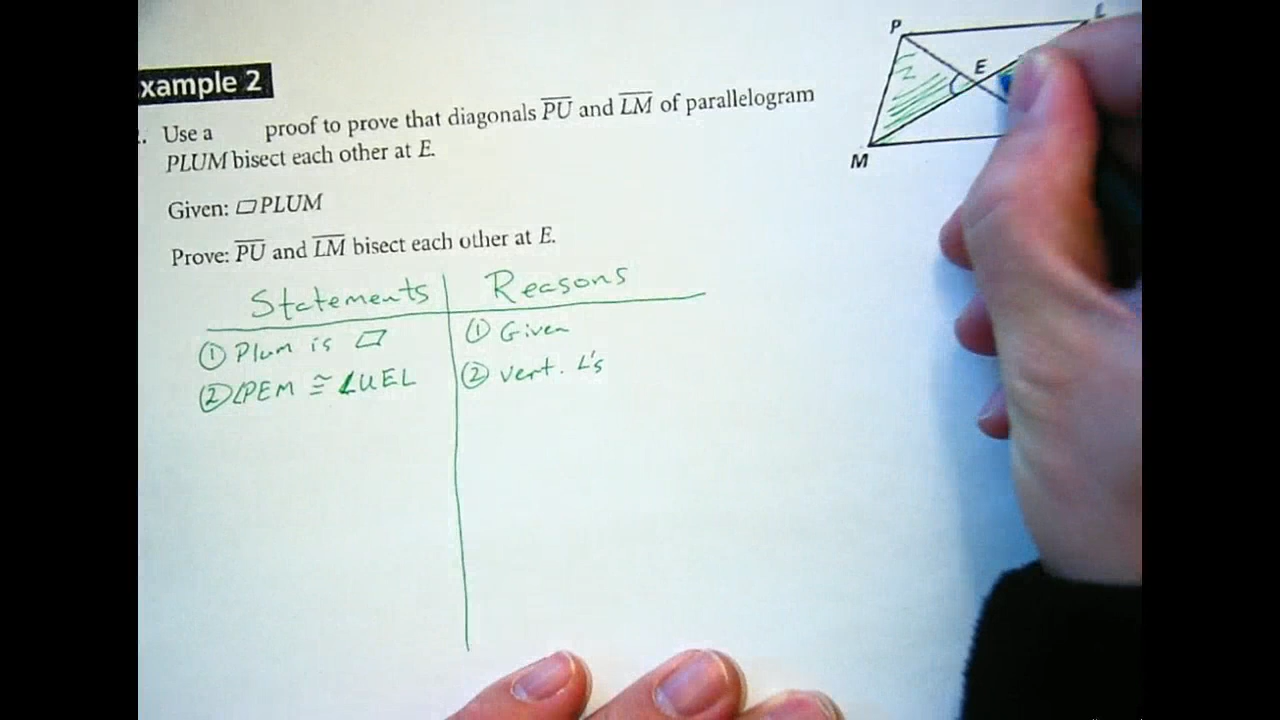 xample 2
. Use a proof to prove that diagonals PU and LM of parallelogram
PLUM bisect each other at E.
Given: ▱PLUM
Prove: PU and LM bisect each other at E.
P
L
E
M
Statements Reasons
① Plum is ▱ ① Given
② ∠PEM ≅ ∠UEL ② Vert. ∠'s